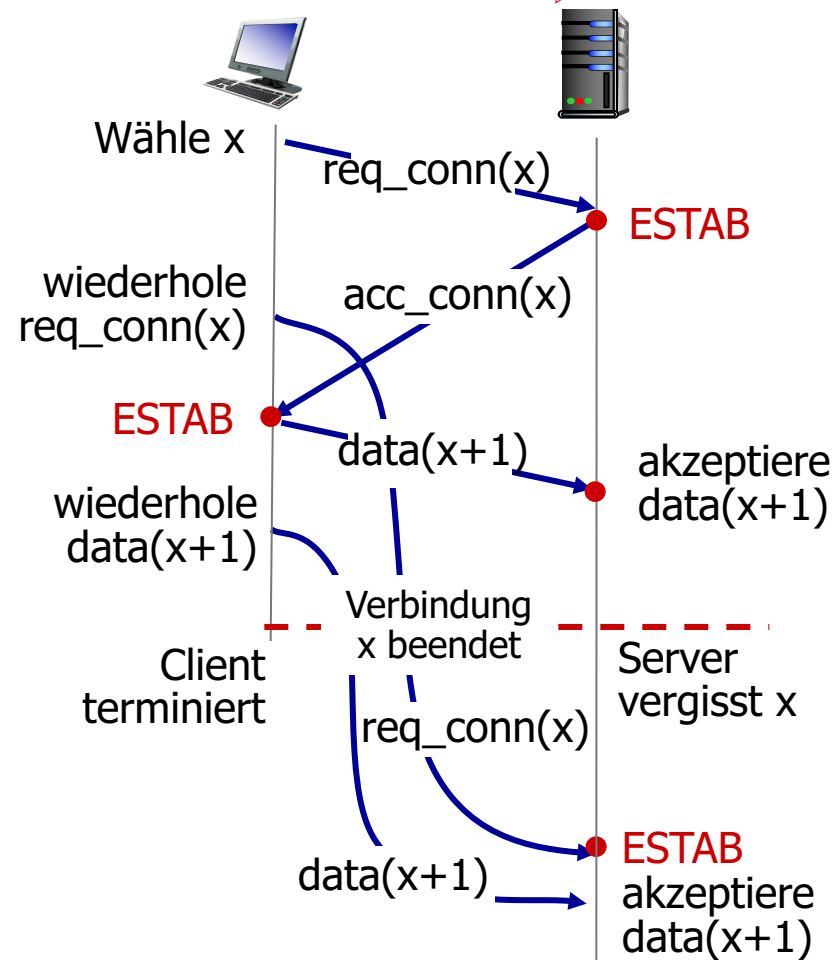 Wähle x
req_conn(x)
ESTAB
wiederhole
req_conn(x)
acc_conn(x)
ESTAB
data(x+1)
akzeptiere
data(x+1)
wiederhole
data(x+1)
Verbindung
x beendet
Client
terminiert
Server
vergisst x
req_conn(x)
ESTAB
data(x+1)
akzeptiere
data(x+1)